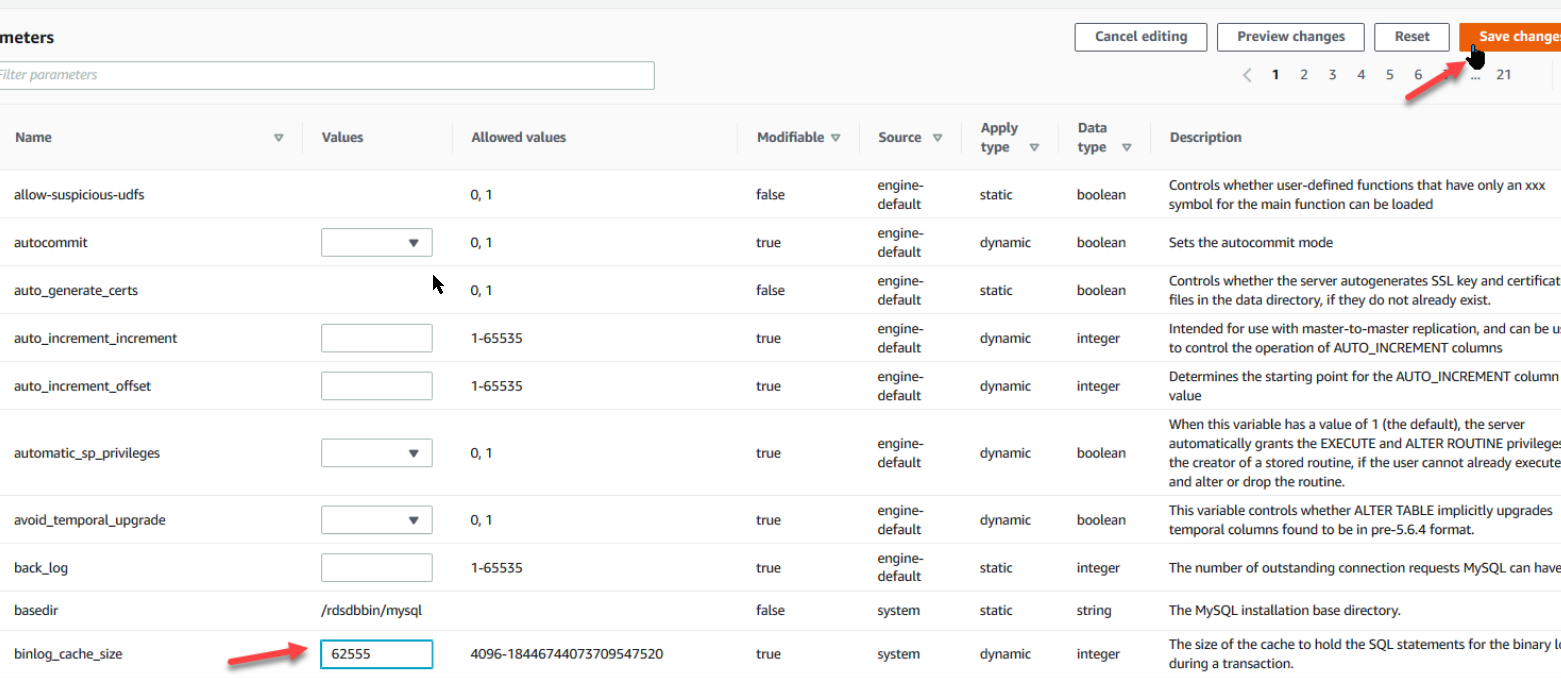 meters
Cancel editing
Preview changes
Reset
Save changes
Filter parameters
1 2 3 4 5 6 ... 21
Name
Values
Allowed values
Modifiable
Source
Apply
type
Data
type
Description
allow-suspicious-udfs
0, 1
false
engine-
default
static
boolean
Controls whether user-defined functions that have only an xxx
symbol for the main function can be loaded
autocommit
0, 1
true
engine-
default
dynamic
boolean
Sets the autocommit mode
auto_generate_certs
0, 1
false
engine-
default
static
boolean
Controls whether the server autogenerates SSL key and certificat
files in the data directory, if they do not already exist.
auto_increment_increment
1-65535
true
engine-
default
dynamic
integer
Intended for use with master-to-master replication, and can be us
to control the operation of AUTO_INCREMENT columns
auto_increment_offset
1-65535
true
engine-
default
dynamic
integer
Determines the starting point for the AUTO_INCREMENT column
value
automatic_sp_privileges
0, 1
true
engine-
default
dynamic
boolean
When this variable has a value of 1 (the default), the server
automatically grants the EXECUTE and ALTER ROUTINE privileges
the creator of a stored routine, if the user cannot already execute
and alter or drop the routine.
avoid_temporal_upgrade
0, 1
true
engine-
default
dynamic
boolean
This variable controls whether ALTER TABLE implicitly upgrades
temporal columns found to be in pre-5.6.4 format.
back_log
1-65535
true
engine-
default
static
integer
The number of outstanding connection requests MySQL can have
basedir
/rdsdbbin/mysql
false
system
static
string
The MySQL installation base directory.
binlog_cache_size
62555
4096-18446744073709547520
true
system
dynamic
integer
The size of the cache to hold the SQL statements for the binary lo
during a transaction.